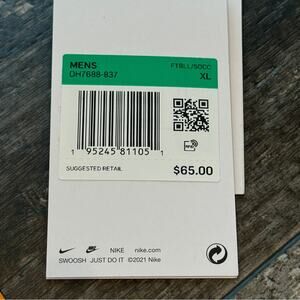 MENS FTBLL/SOCC
DH7688-837 XL
1 95245 81105 1
SUGGESTED RETAIL $65.00
NIKE nike.com
SWOOSH JUST DO IT ©2021 Nike